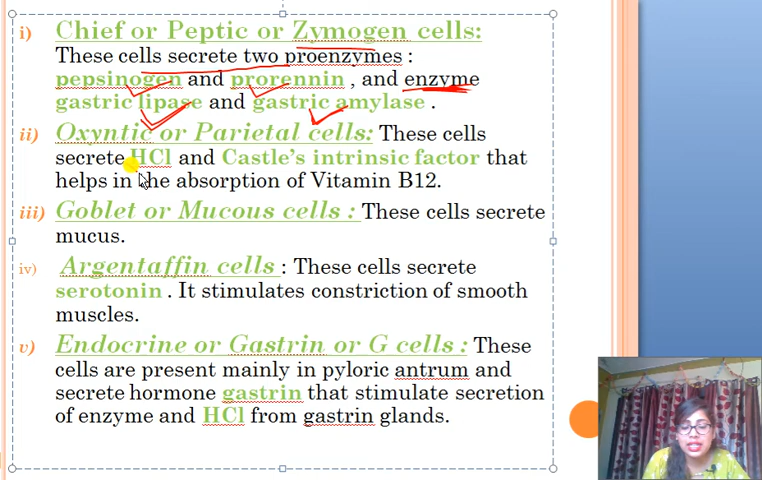 i) Chief or Peptic or Zymogen cells:
These cells secrete two proenzymes :
pepsinogen and prorennin , and enzyme
gastric lipase and gastric amylase .
ii) Oxyntic or Parietal cells: These cells
secrete HCl and Castle's intrinsic factor that
helps in the absorption of Vitamin B12.
iii) Goblet or Mucous cells : These cells secrete
mucus.
iv) Argentaffin cells : These cells secrete
serotonin . It stimulates constriction of smooth
muscles.
v) Endocrine or Gastrin or G cells : These
cells are present mainly in pyloric antrum and
secrete hormone gastrin that stimulate secretion
of enzyme and HCl from gastrin glands.